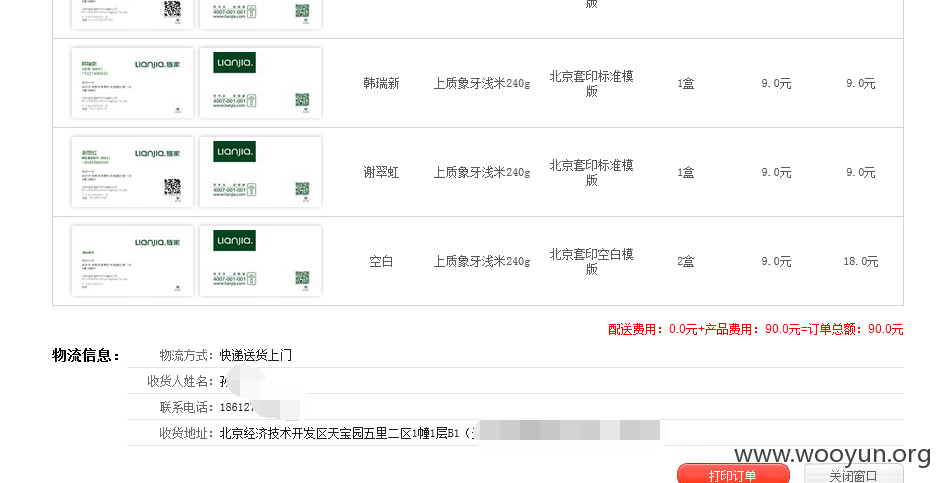 版
4007-001-001
www.lianjia.com
韩瑞新
LIANJIA.链家
LIANJIA.
4007-001-001
www.lianjia.com
韩瑞新 上质象牙浅米240g 北京套印标准模版 1盒 9.0元 9.0元
谢翠虹
LIANJIA.链家
LIANJIA.
4007-001-001
www.lianjia.com
谢翠虹 上质象牙浅米240g 北京套印标准模版 1盒 9.0元 9.0元
LIANJIA.链家
LIANJIA.
4007-001-001
www.lianjia.com
空白 上质象牙浅米240g 北京套印空白模版 2盒 9.0元 18.0元
配送费用：0.0元+产品费用：90.0元=订单总额：90.0元
物流信息： 物流方式：快递送货上门
收货人姓名：
联系电话：18612
收货地址：北京经济技术开发区天宝园五里二区1幢1层B1（
www.wooyun.org
打印订单 关闭窗口